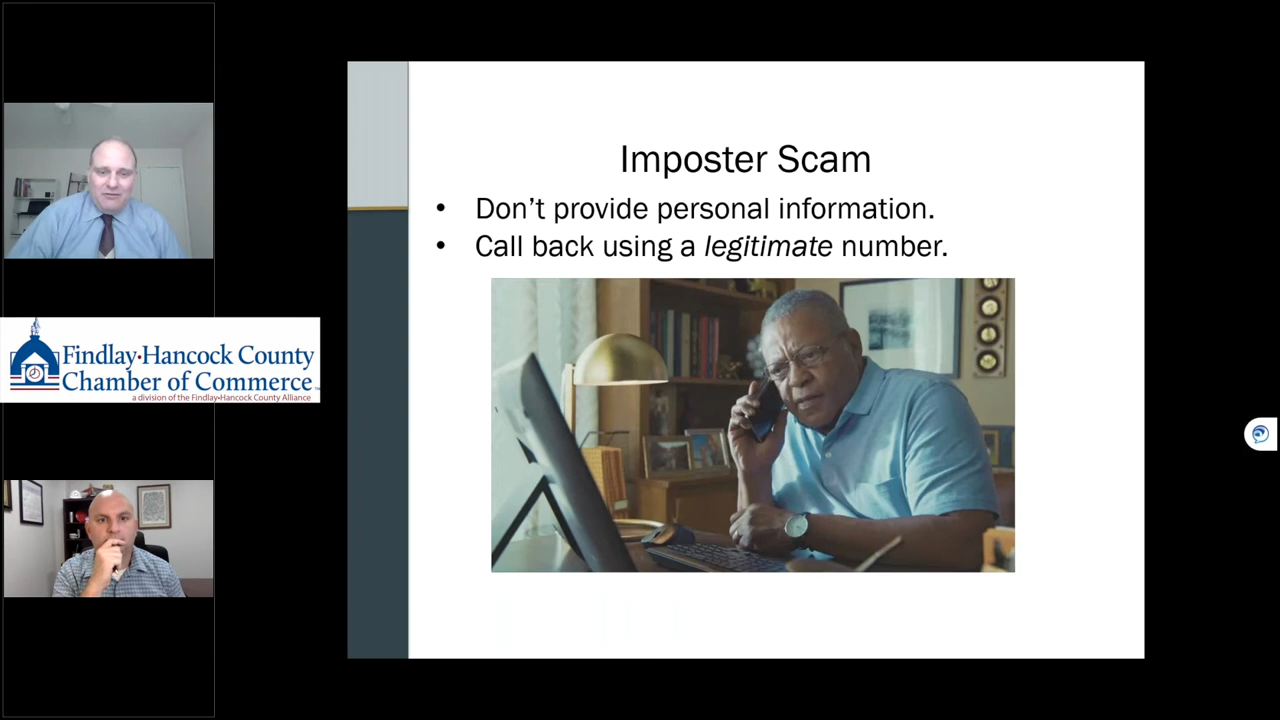 Imposter Scam
• Don't provide personal information.
• Call back using a legitimate number.
Findlay•Hancock County
Chamber of Commerce
a division of the Findlay•Hancock County Alliance